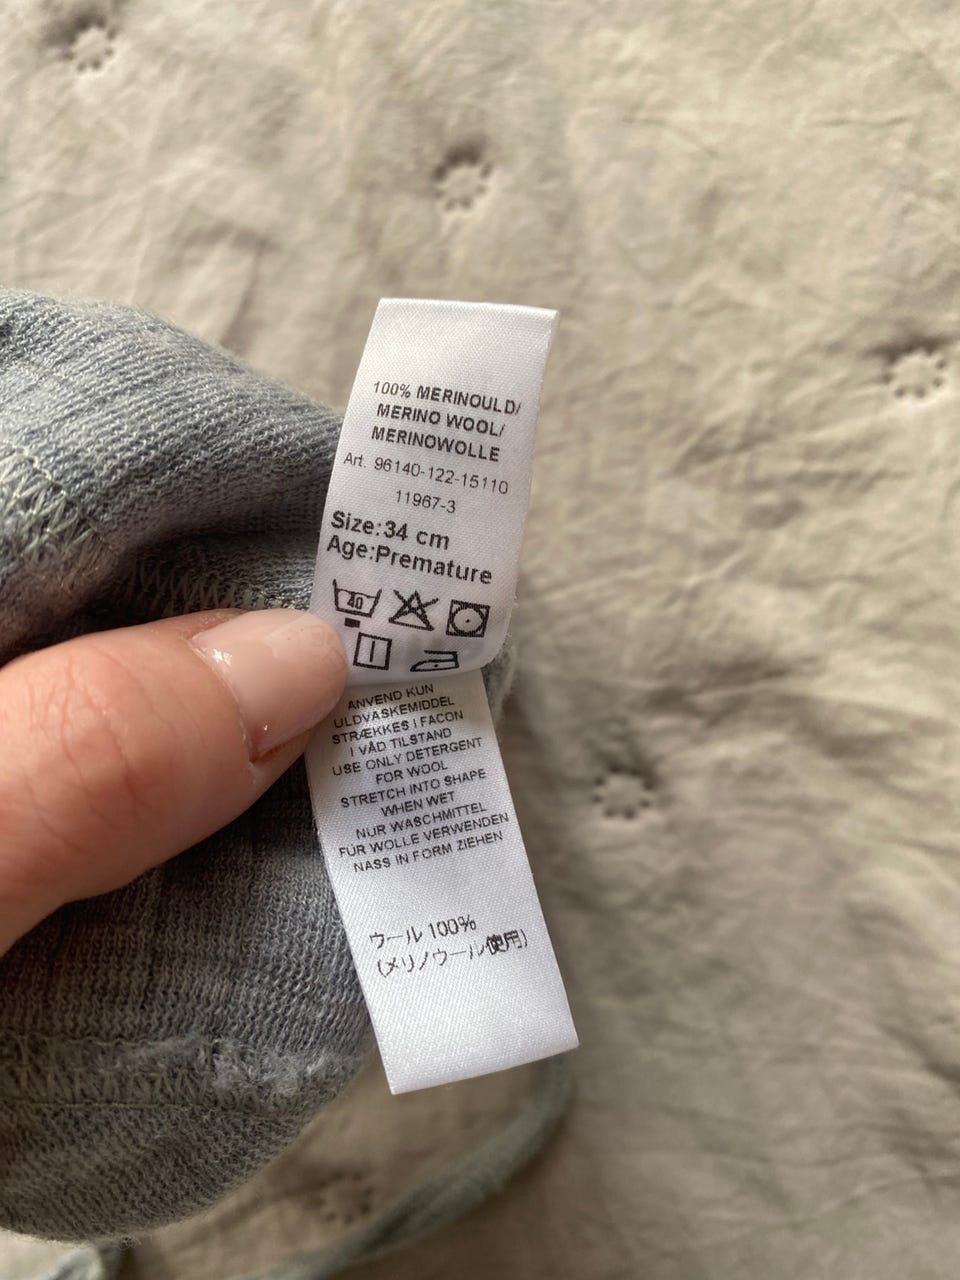 100% MERINOULD/
MERINO WOOL/
MERINOWOLLE
Art. 96140-122-15110
11967-3
Size:34 cm
Age:Premature
40
ANVEND KUN
ULDVASKEMIDDEL
STRÆKKES I FACON
I VÅD TILSTAND
USE ONLY DETERGENT
FOR WOOL
STRETCH INTO SHAPE
WHEN WET
NUR WASCHMITTEL
FÜR WOLLE VERWENDEN
NASS IN FORM ZIEHEN
ウール 100%
(メリノウール使用)